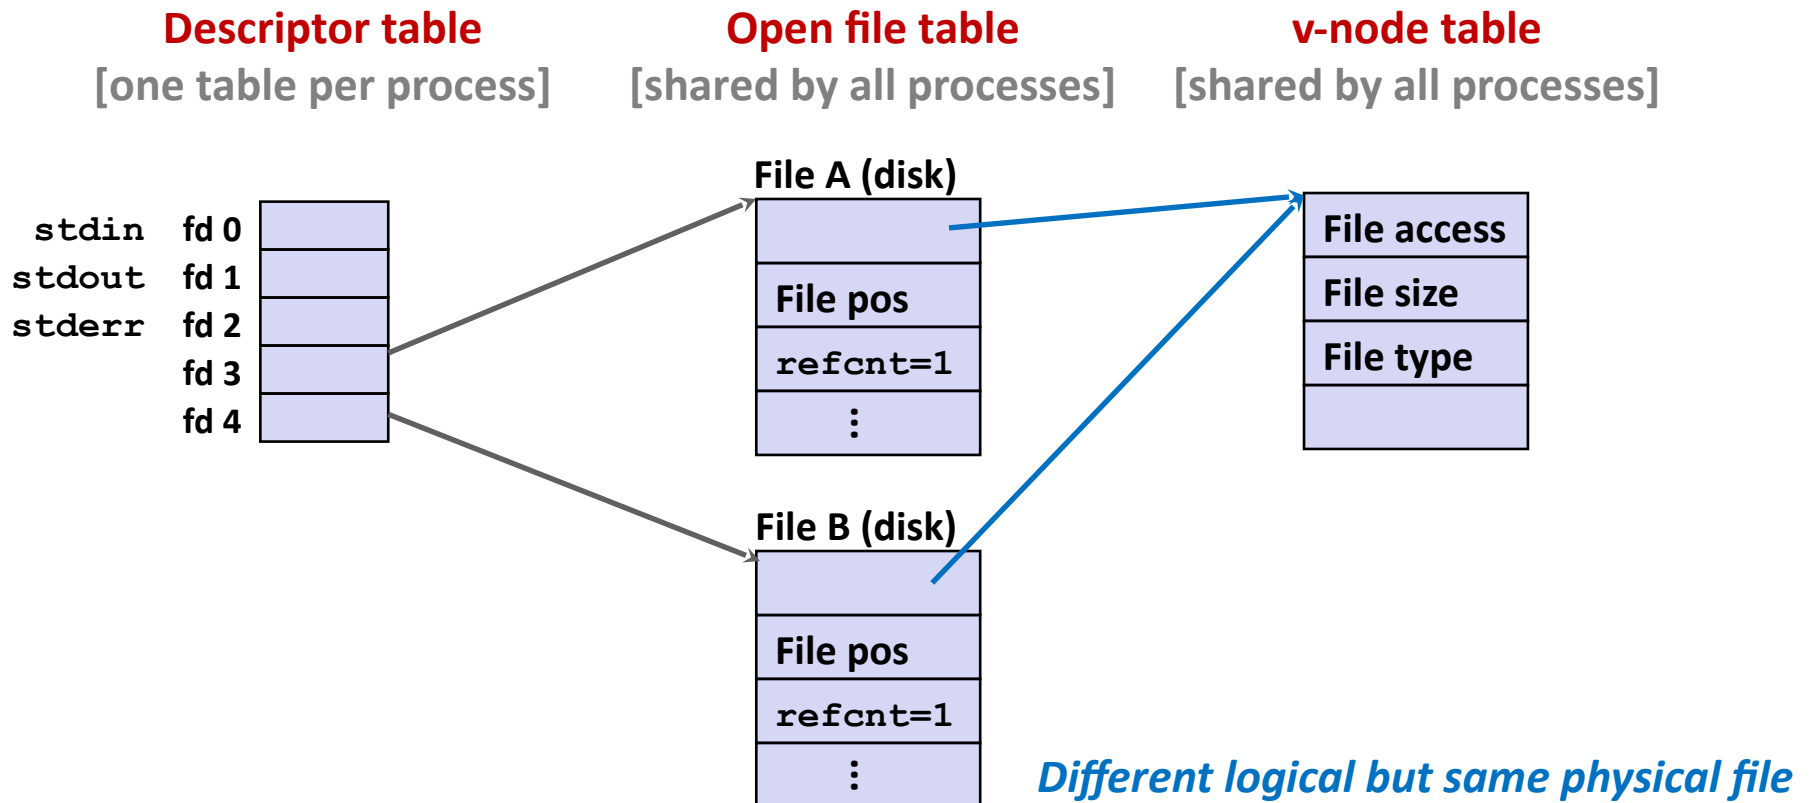 Descriptor table
[one table per process]
Open file table
[shared by all processes]
v-node table
[shared by all processes]
stdin fd 0
stdout fd 1
stderr fd 2
fd 3
fd 4
File A (disk)
File pos
refcnt=1
⋮
File B (disk)
File pos
refcnt=1
⋮
File access
File size
File type
Different logical but same physical file